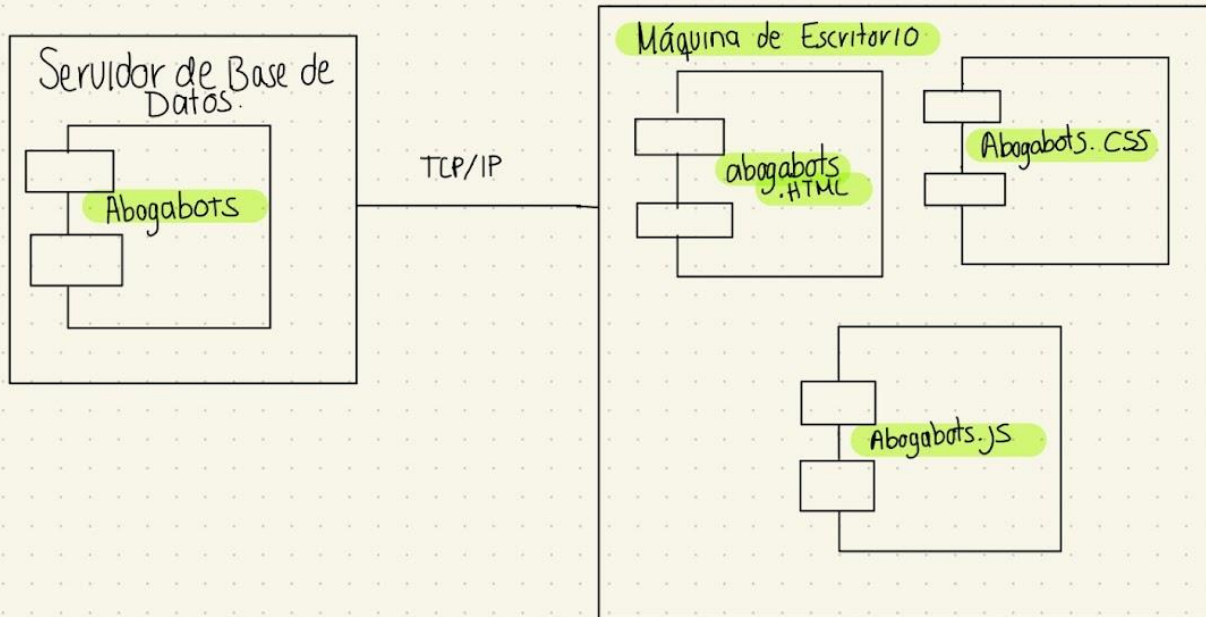 Servidor de Base de
Datos.
Abogabots
TCP/IP
Máquina de Escritorio
abogabots
.HTML
Abogabots.CSS
Abogabots.js